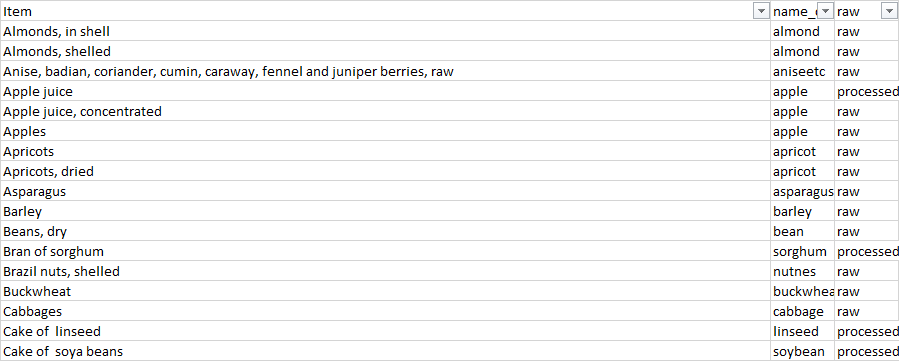 Item name_ raw
Almonds, in shell almond raw
Almonds, shelled almond raw
Anise, badian, coriander, cumin, caraway, fennel and juniper berries, raw aniseetc raw
Apple juice apple processed
Apple juice, concentrated apple raw
Apples apple raw
Apricots apricot raw
Apricots, dried apricot raw
Asparagus asparagus raw
Barley barley raw
Beans, dry bean raw
Bran of sorghum sorghum processed
Brazil nuts, shelled nutnes raw
Buckwheat buckwhea raw
Cabbages cabbage raw
Cake of  linseed linseed processed
Cake of  soya beans soybean processed